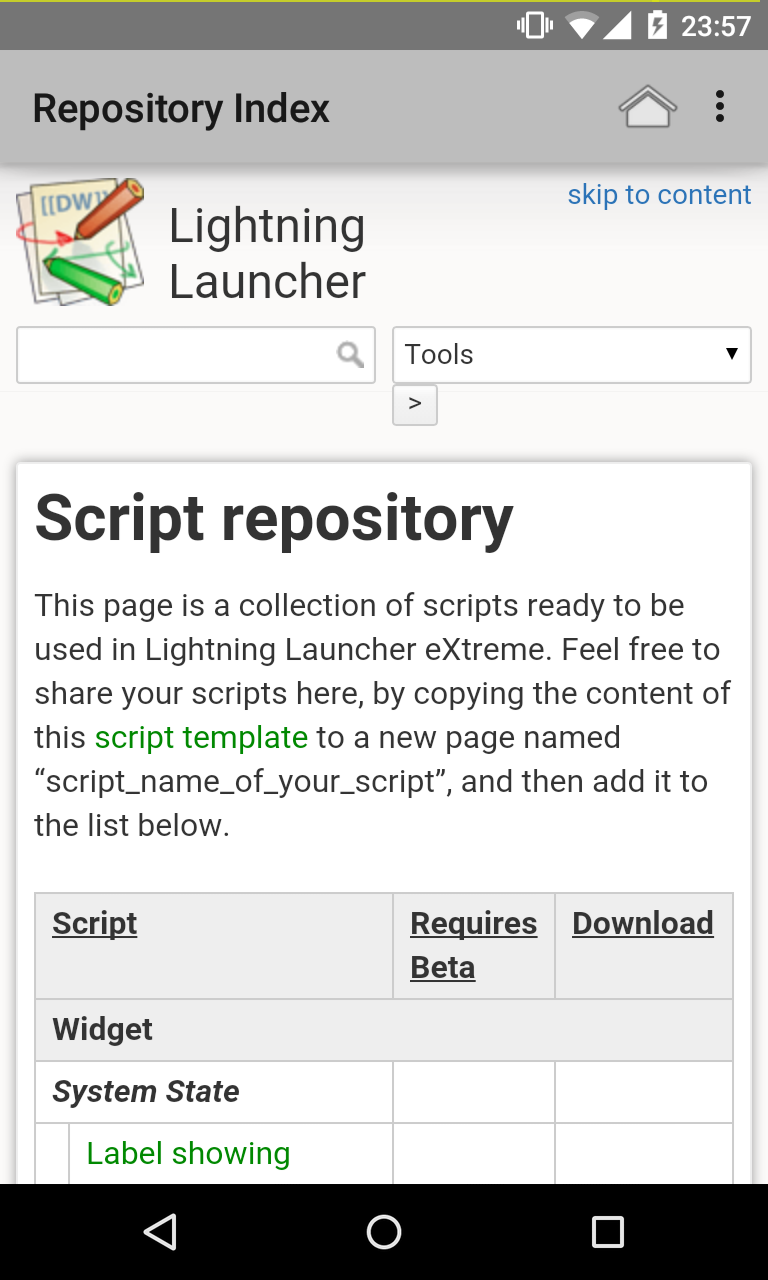 23:57
Repository Index
skip to content
[[DW]]
Lightning
Launcher
Tools
>
Script repository
This page is a collection of scripts ready to be
used in Lightning Launcher eXtreme. Feel free to
share your scripts here, by copying the content of
this script template to a new page named
“script_name_of_your_script”, and then add it to
the list below.
Script Requires Download
Beta
Widget
System State
Label showing